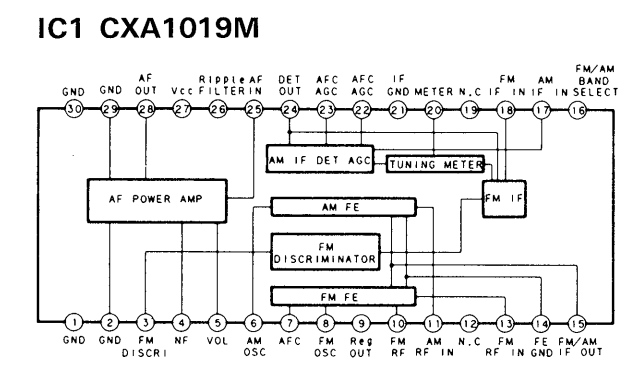 IC1 CXA1019M
GND GND AF OUT Vcc Ripple FILTER AF IN DET OUT AFC AGC AFC AGC IF GND METER N.C FM IF IN AM IF IN FM/AM BAND SELECT
30 29 28 27 26 25 24 23 22 21 20 19 18 17 16
AM IF DET AGC
TUNING METER
AF POWER AMP
AM FE
FM IF
FM
DISCRIMINATOR
FM FE
1 2 3 4 5 6 7 8 9 10 11 12 13 14 15
GND GND FM DISCRI NF VOL AM OSC AFC FM OSC Reg OUT FM RF AM RF IN N.C FM RF IN FE GND FM/AM IF OUT